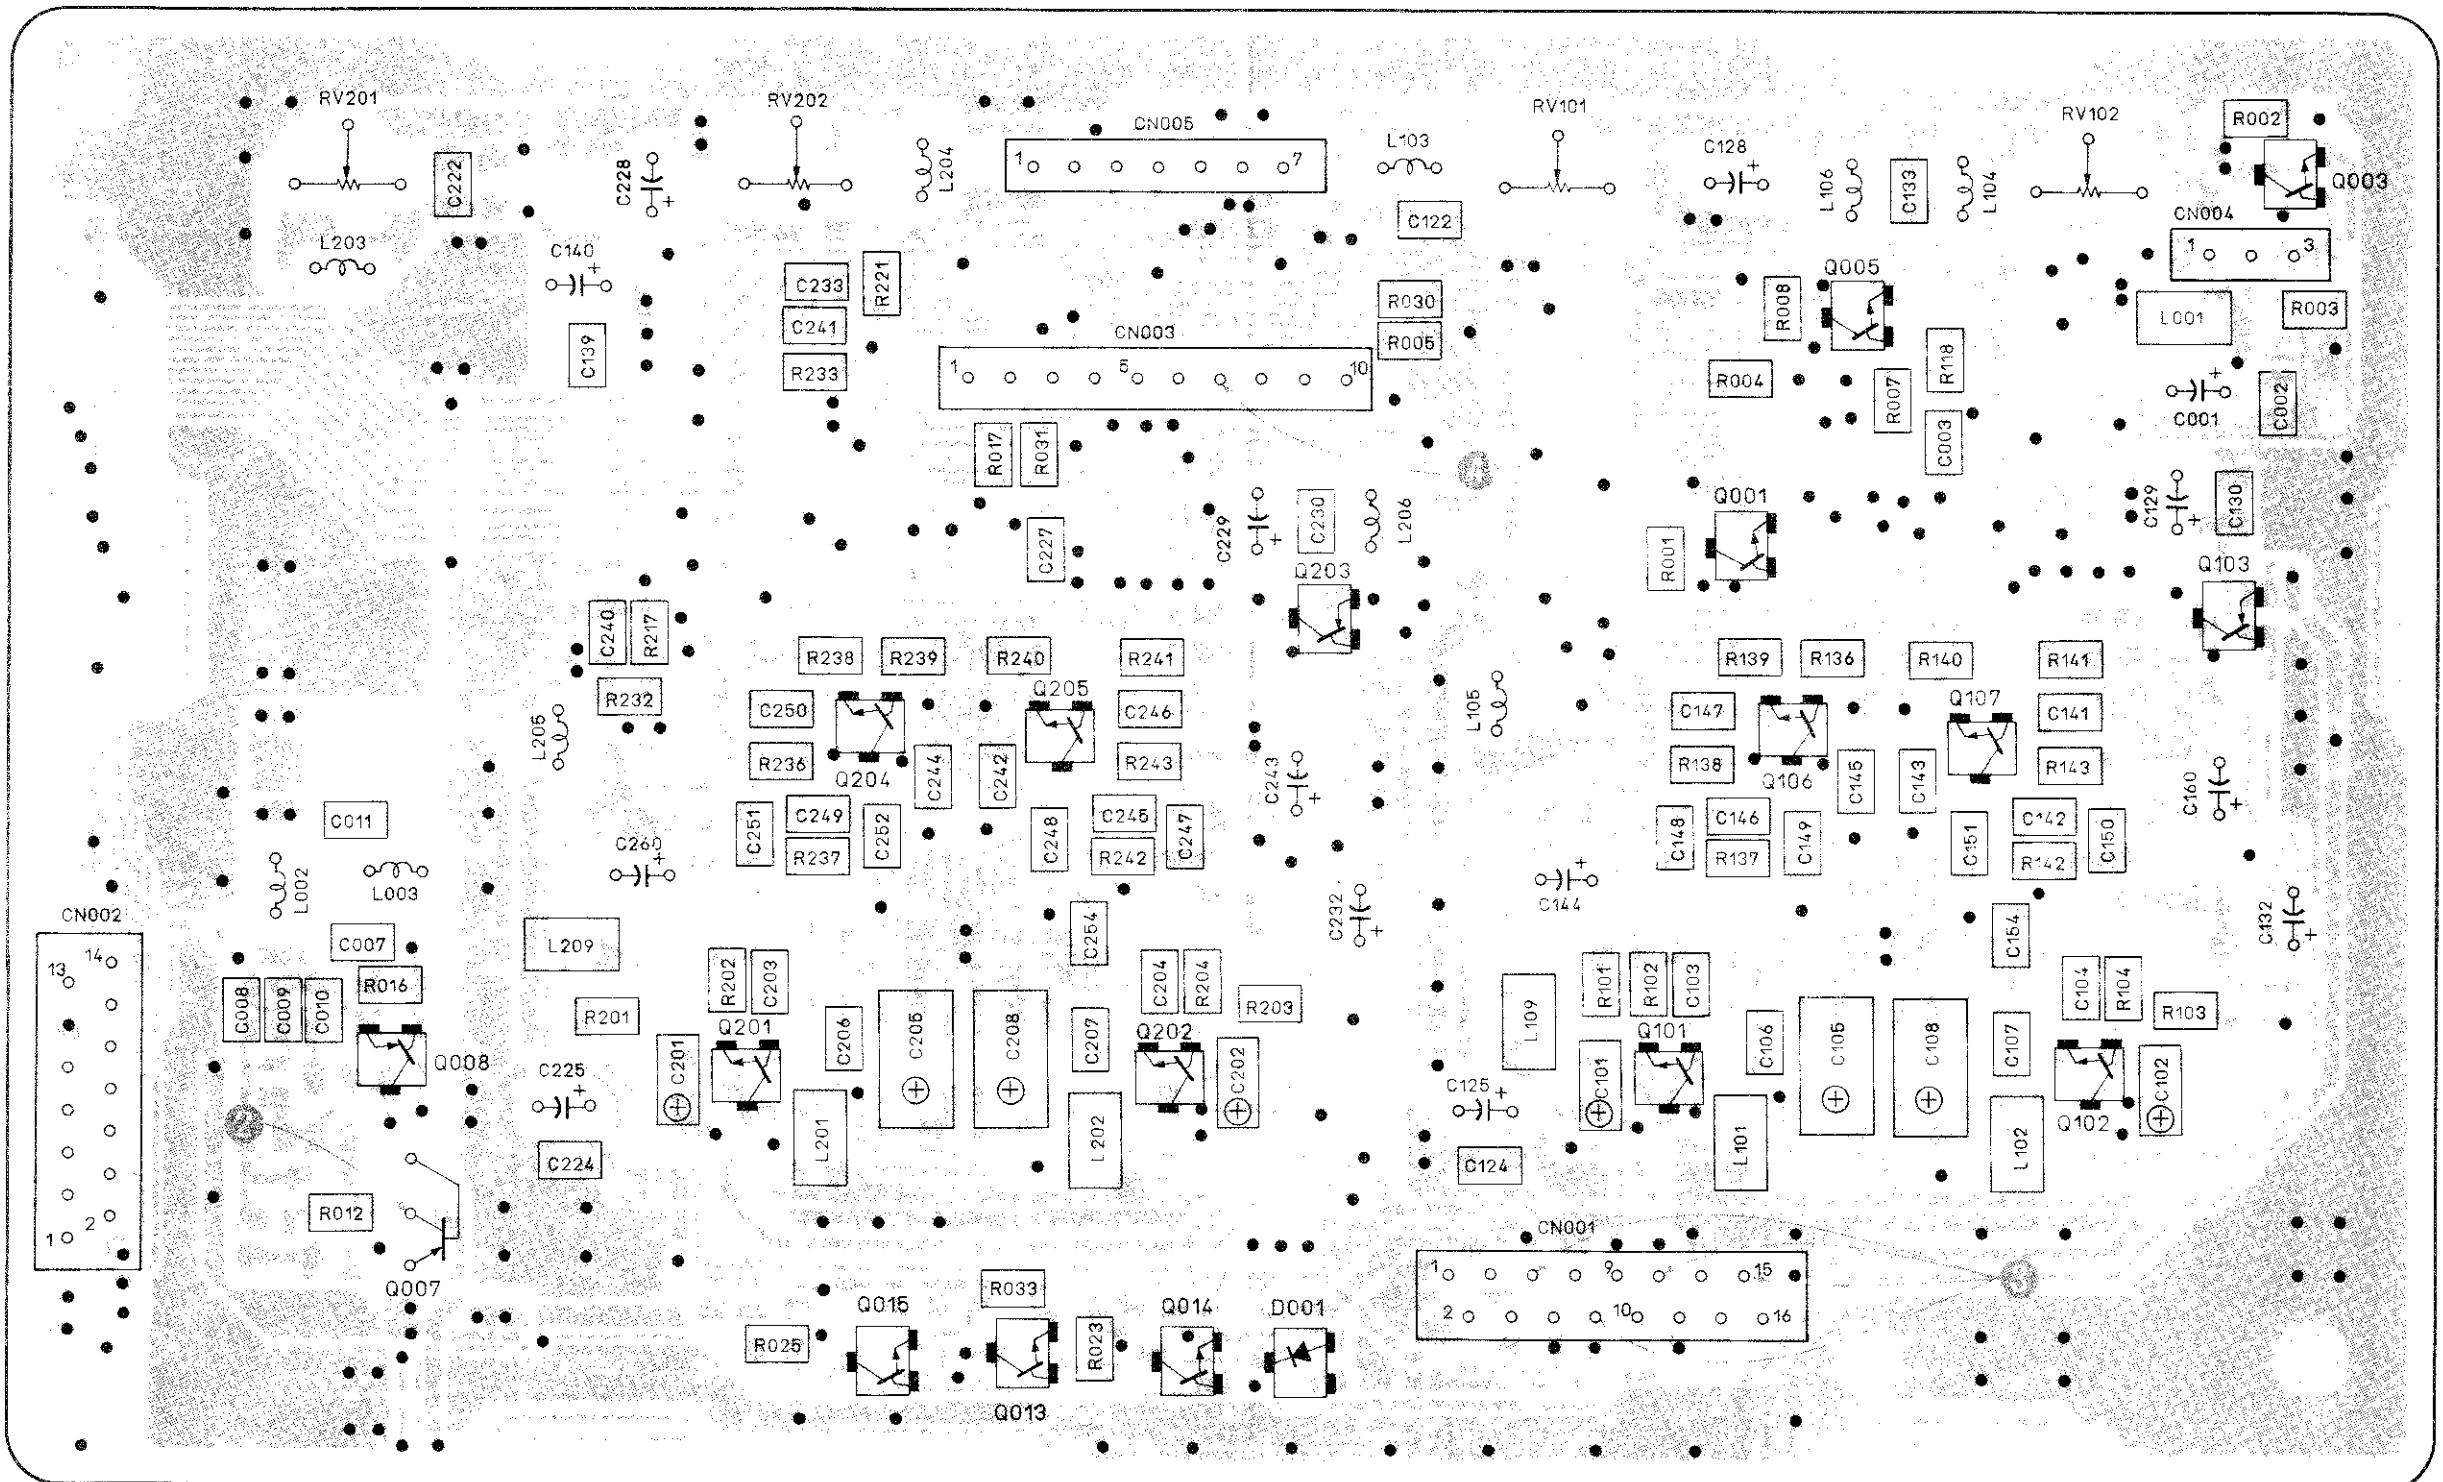 RV201
RV202
CN005
1
7
L103
RV101
C128
+
RV102
R002
Q003
C222
C228
+
L204
C122
L106
C133
L104
CN004
1
3
L203
C140
+
C233
R221
C241
R233
C139
R030
R005
CN003
1
5
10
Q005
R008
R004
R007
R118
C003
L001
R003
C001
+
C002
R017
R031
C227
C229
+
C230
L206
Q203
Q001
R001
C129
+
C130
Q103
C240
R217
R232
L205
R238
R239
R240
R241
Q205
C250
C246
R236
Q204
C244
C242
R243
C251
C249
R237
C252
C248
C245
R242
C247
C243
+
L105
R139
R136
R140
R141
C147
Q107
C141
R138
Q106
C145
C143
R143
C148
C146
R137
C149
C151
C142
R142
C150
C160
+
C011
L002
L003
C260
+
C232
+
C144
+
C132
+
CN002
13
14
1
2
C007
R016
C008
C009
C010
Q008
L209
R201
R202
C203
Q201
C201
C206
C205
C208
C254
C207
C204
R204
R203
Q202
C202
L201
L202
C225
+
C224
L109
R101
R102
C103
Q101
C101
C106
C105
C108
C154
C107
C104
R104
R103
Q102
C102
L101
L102
C125
+
C124
R012
Q007
CN001
1
9
15
2
10
16
R033
Q015
R025
Q013
R023
Q014
D001